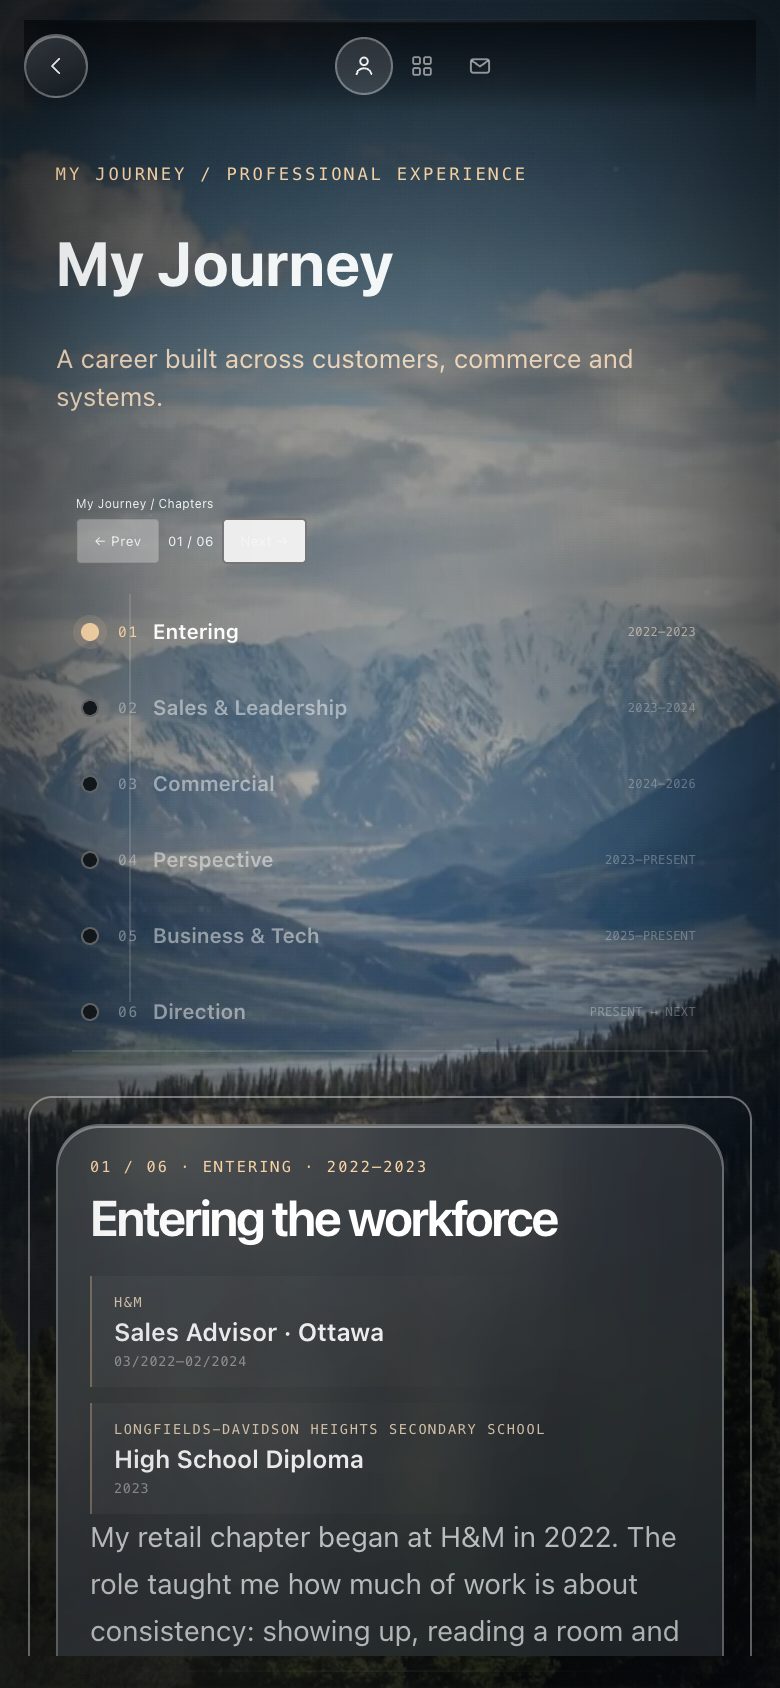 MY JOURNEY / PROFESSIONAL EXPERIENCE
My Journey
A career built across customers, commerce and
systems.
My Journey / Chapters
← Prev 01 / 06 Next →
01 Entering 2022—2023
02 Sales & Leadership 2023—2024
03 Commercial 2024—2026
04 Perspective 2023—PRESENT
05 Business & Tech 2025—PRESENT
06 Direction PRESENT → NEXT
01 / 06 · ENTERING · 2022—2023
Entering the workforce
H&M
Sales Advisor · Ottawa
03/2022—02/2024
LONGFIELDS-DAVIDSON HEIGHTS SECONDARY SCHOOL
High School Diploma
2023
My retail chapter began at H&M in 2022. The
role taught me how much of work is about
consistency: showing up, reading a room and